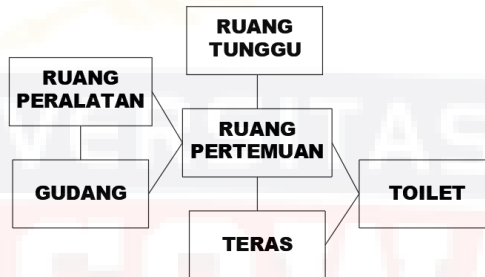 RUANG
TUNGGU
RUANG
PERALATAN
RUANG
PERTEMUAN
GUDANG
TOILET
TERAS